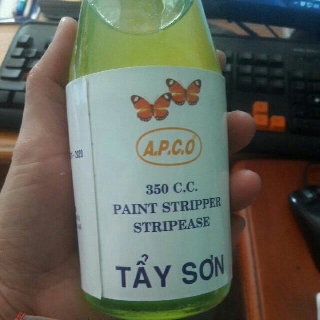 A.P.C.O
350 C.C.
PAINT STRIPPER
STRIPEASE
TẨY SƠN